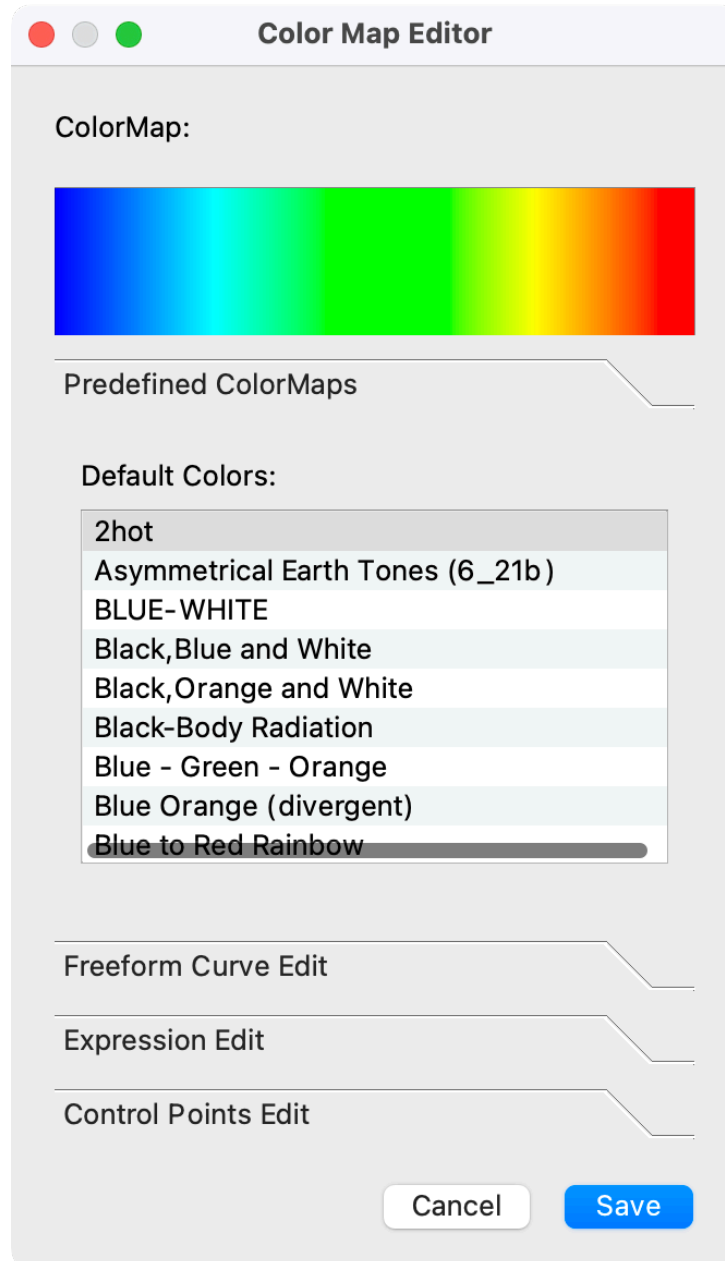 Color Map Editor
ColorMap:
Predefined ColorMaps
Default Colors:
2hot
Asymmetrical Earth Tones (6_21b)
BLUE-WHITE
Black,Blue and White
Black,Orange and White
Black-Body Radiation
Blue - Green - Orange
Blue Orange (divergent)
Blue to Red Rainbow
Freeform Curve Edit
Expression Edit
Control Points Edit
Cancel Save